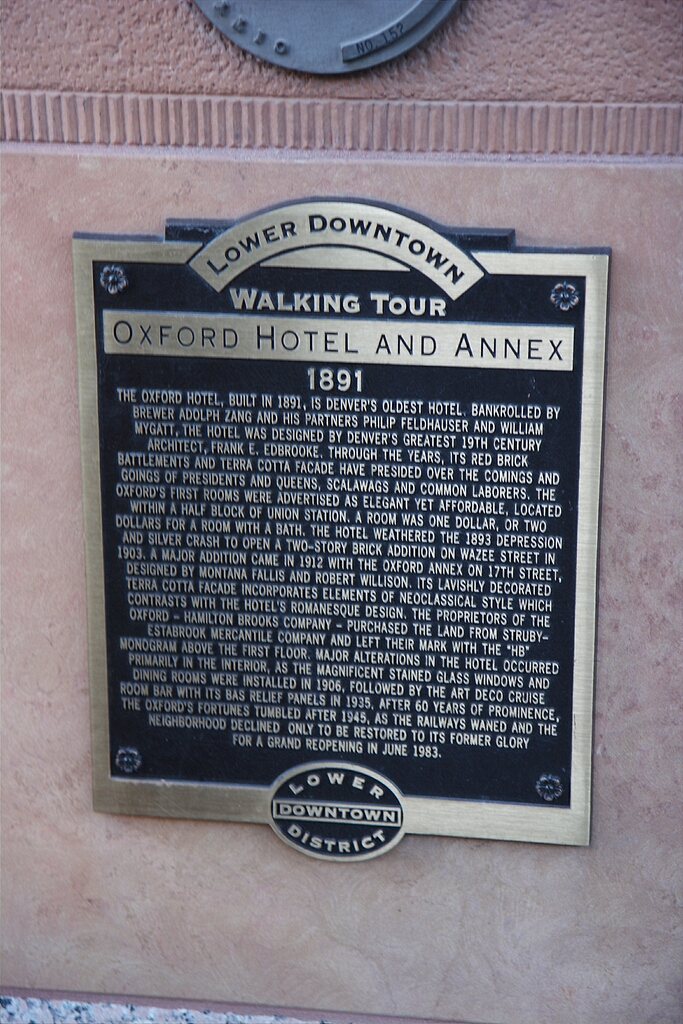 NO. 152
LOWER DOWNTOWN
WALKING TOUR
OXFORD HOTEL AND ANNEX
1891
THE OXFORD HOTEL, BUILT IN 1891, IS DENVER'S OLDEST HOTEL. BANKROLLED BY
BREWER ADOLPH ZANG AND HIS PARTNERS PHILIP FELDHAUSER AND WILLIAM
MYGATT, THE HOTEL WAS DESIGNED BY DENVER'S GREATEST 19TH CENTURY
ARCHITECT, FRANK E. EDBROOKE. THROUGH THE YEARS, ITS RED BRICK
BATTLEMENTS AND TERRA COTTA FACADE HAVE PRESIDED OVER THE COMINGS AND
GOINGS OF PRESIDENTS AND QUEENS, SCALAWAGS AND COMMON LABORERS. THE
OXFORD'S FIRST ROOMS WERE ADVERTISED AS ELEGANT YET AFFORDABLE, LOCATED
WITHIN A HALF BLOCK OF UNION STATION. A ROOM WAS ONE DOLLAR, OR TWO
DOLLARS FOR A ROOM WITH A BATH. THE HOTEL WEATHERED THE 1893 DEPRESSION
AND SILVER CRASH TO OPEN A TWO-STORY BRICK ADDITION ON WAZEE STREET IN
1903. A MAJOR ADDITION CAME IN 1912 WITH THE OXFORD ANNEX ON 17TH STREET,
DESIGNED BY MONTANA FALLIS AND ROBERT WILLISON. ITS LAVISHLY DECORATED
TERRA COTTA FACADE INCORPORATES ELEMENTS OF NEOCLASSICAL STYLE WHICH
CONTRASTS WITH THE HOTEL'S ROMANESQUE DESIGN. THE PROPRIETORS OF THE
OXFORD - HAMILTON BROOKS COMPANY - PURCHASED THE LAND FROM STRUBY-
ESTABROOK MERCANTILE COMPANY AND LEFT THEIR MARK WITH THE "HB"
MONOGRAM ABOVE THE FIRST FLOOR. MAJOR ALTERATIONS IN THE HOTEL OCCURRED
PRIMARILY IN THE INTERIOR, AS THE MAGNIFICENT STAINED GLASS WINDOWS AND
DINING ROOMS WERE INSTALLED IN 1906, FOLLOWED BY THE ART DECO CRUISE
ROOM BAR WITH ITS BAS RELIEF PANELS IN 1935. AFTER 60 YEARS OF PROMINENCE,
THE OXFORD'S FORTUNES TUMBLED AFTER 1945, AS THE RAILWAYS WANED AND THE
NEIGHBORHOOD DECLINED ONLY TO BE RESTORED TO ITS FORMER GLORY
FOR A GRAND REOPENING IN JUNE 1983.
LOWER
DOWNTOWN
DISTRICT